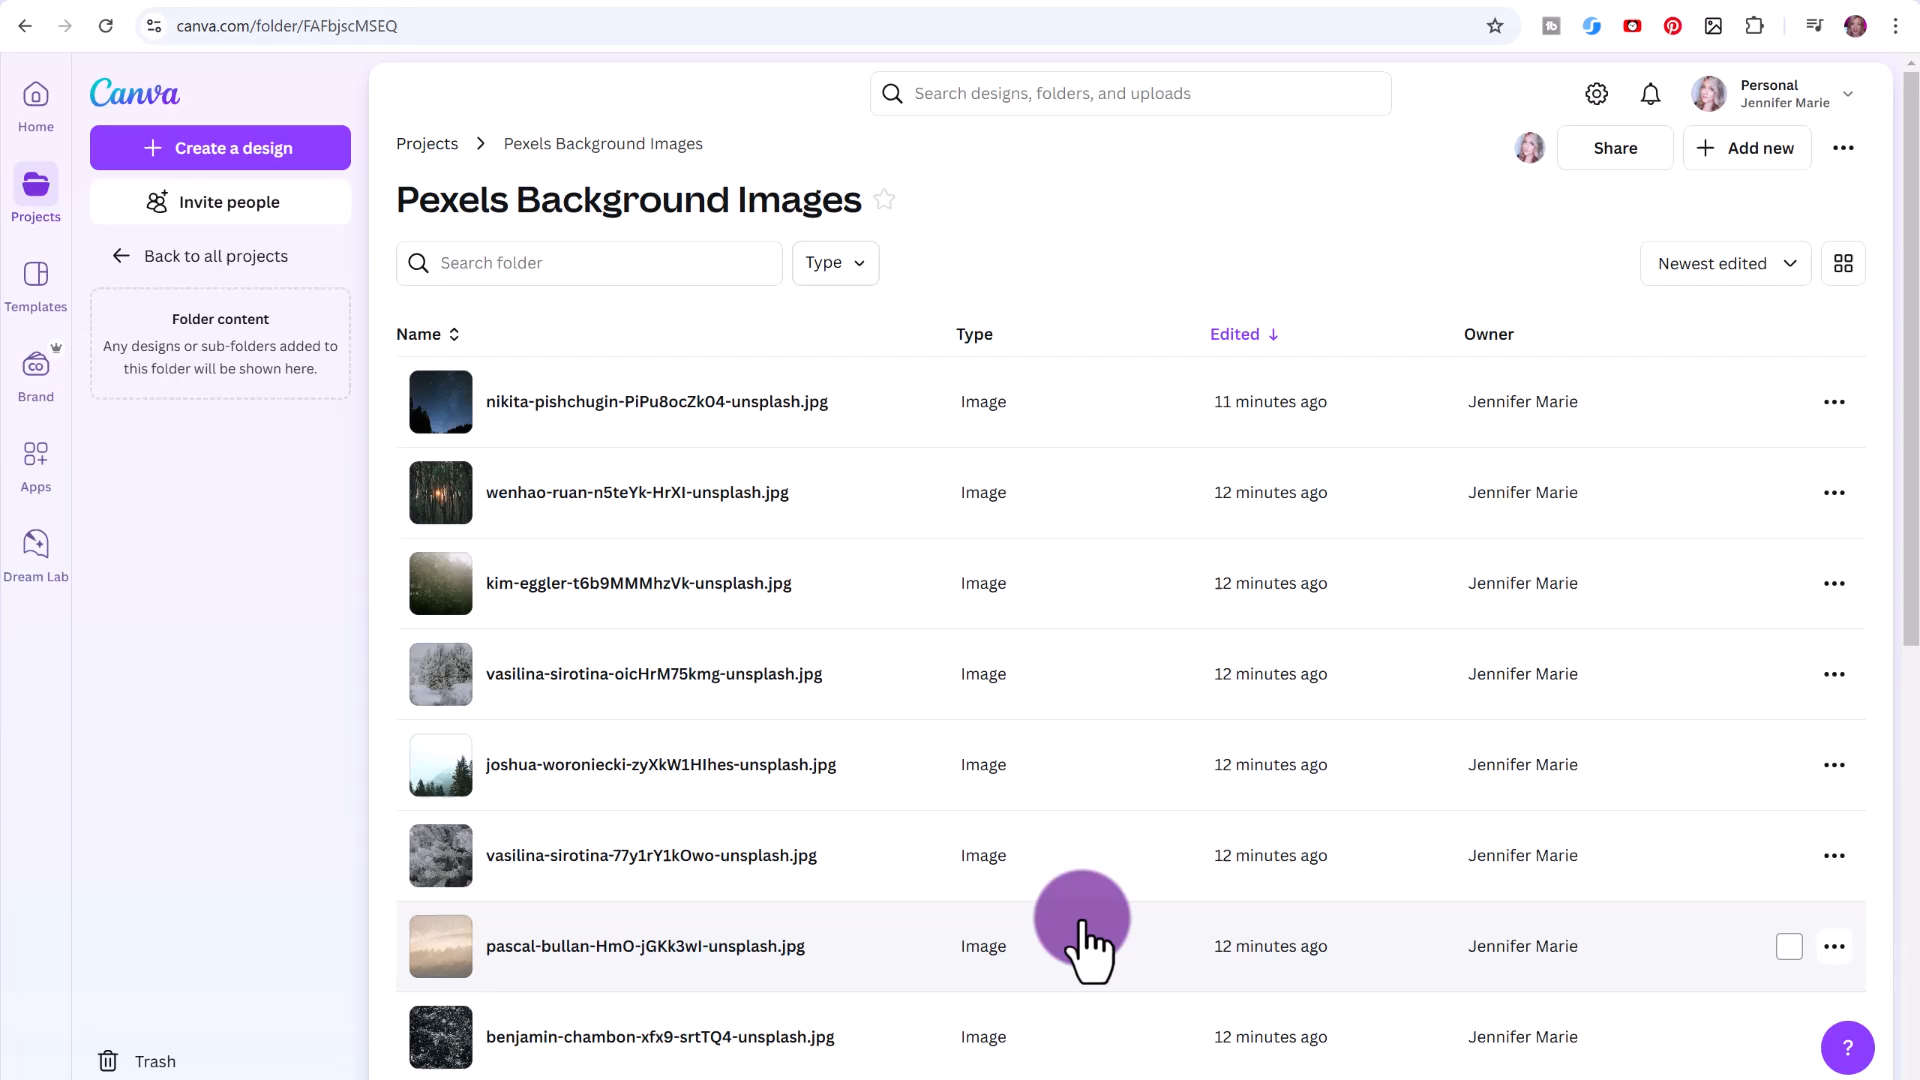 canva.com/folder/FAFbjscMSEQ
Canva
Search designs, folders, and uploads
Personal
Jennifer Marie
Home
Create a design
Projects
Pexels Background Images
Share
Add new
Pexels Background Images
Invite people
Projects
Back to all projects
Search folder
Type
Newest edited
Templates
Folder content
Any designs or sub-folders added to
this folder will be shown here.
Name
Type
Edited
Owner
Brand
Apps
Dream Lab
nikita-pishchugin-PiPu8ocZk04-unsplash.jpg
Image
11 minutes ago
Jennifer Marie
wenhao-ruan-n5teYk-HrXI-unsplash.jpg
Image
12 minutes ago
Jennifer Marie
kim-eggler-t6b9MMMhzVk-unsplash.jpg
Image
12 minutes ago
Jennifer Marie
vasilina-sirotina-oicHrM75kmg-unsplash.jpg
Image
12 minutes ago
Jennifer Marie
joshua-woroniecki-zyXkW1HIhes-unsplash.jpg
Image
12 minutes ago
Jennifer Marie
vasilina-sirotina-77y1rY1kOwo-unsplash.jpg
Image
12 minutes ago
Jennifer Marie
pascal-bullan-HmO-jGKk3wI-unsplash.jpg
Image
12 minutes ago
Jennifer Marie
benjamin-chambon-xfx9-srtTQ4-unsplash.jpg
Image
12 minutes ago
Jennifer Marie
Trash
?